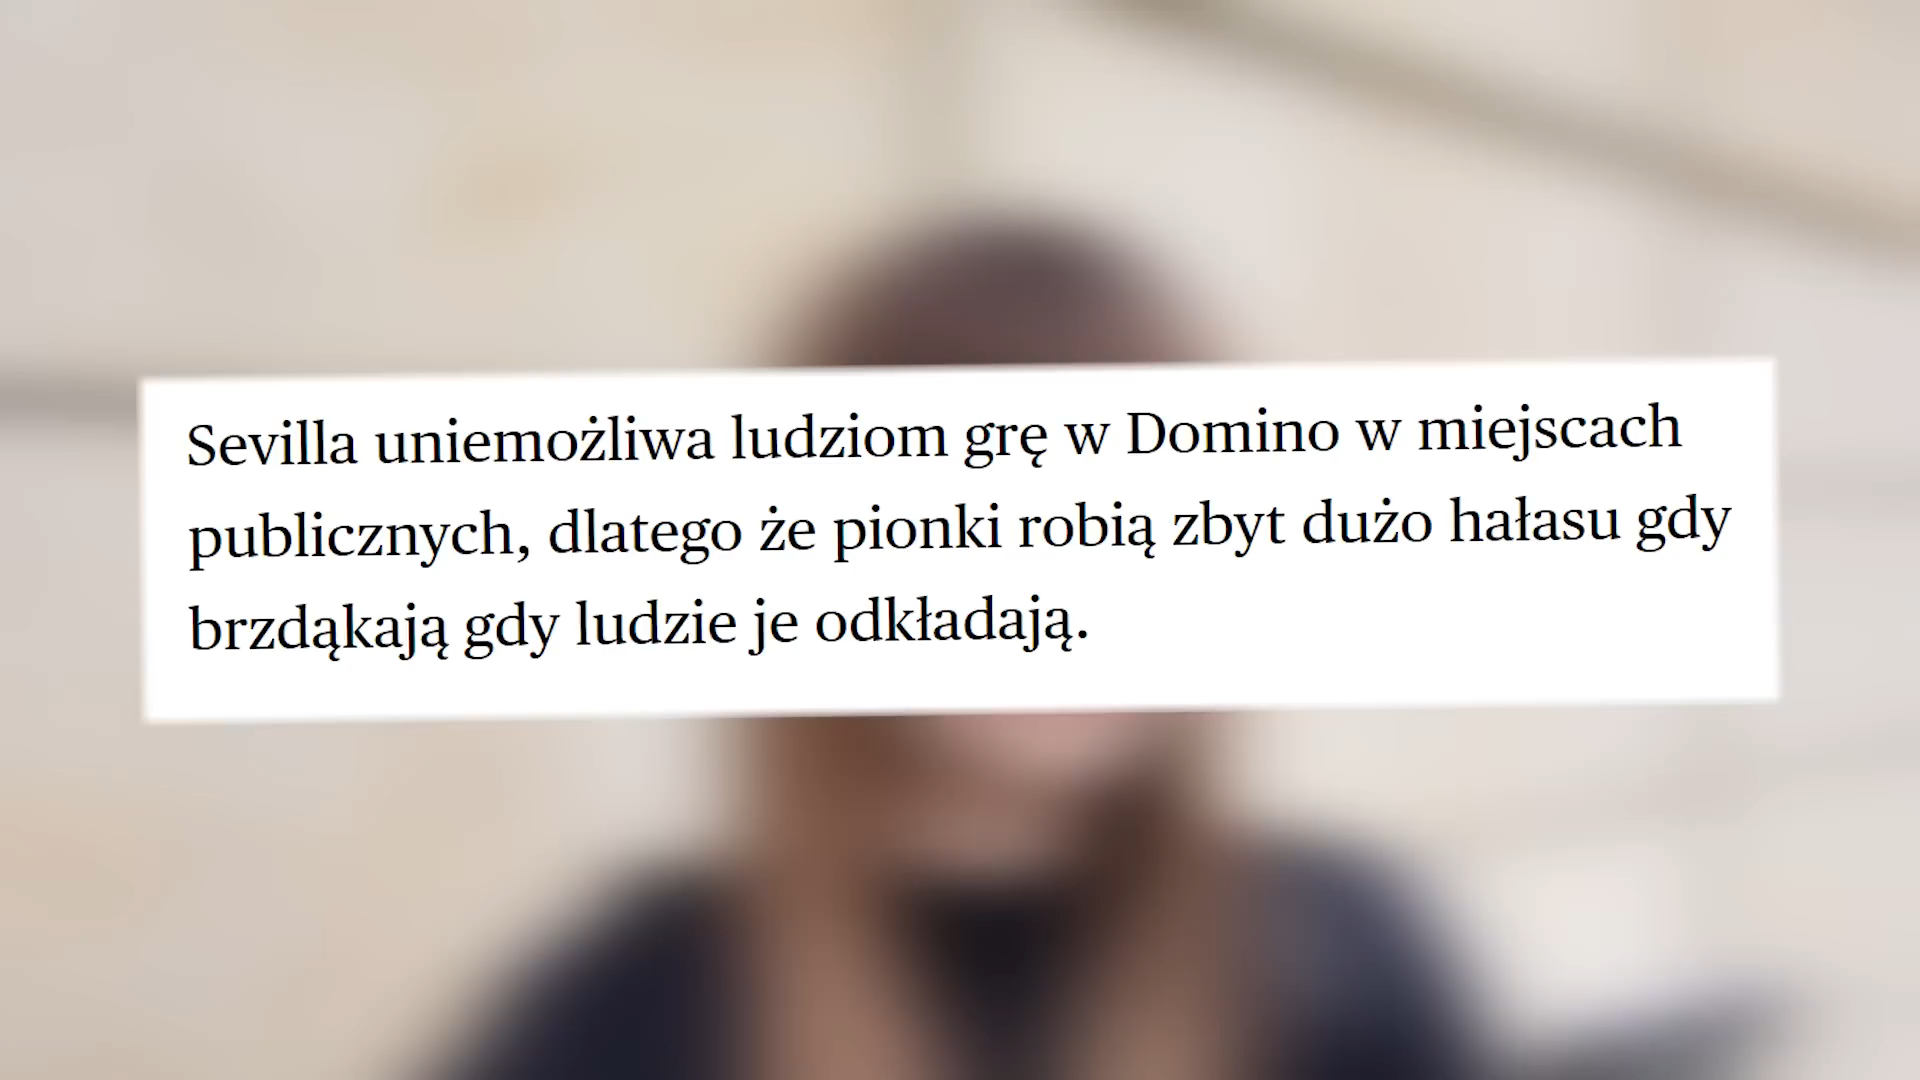 Sevilla uniemożliwa ludziom grę w Domino w miejscach
publicznych, dlatego że pionki robią zbyt dużo hałasu gdy
brzdąkają gdy ludzie je odkładają.